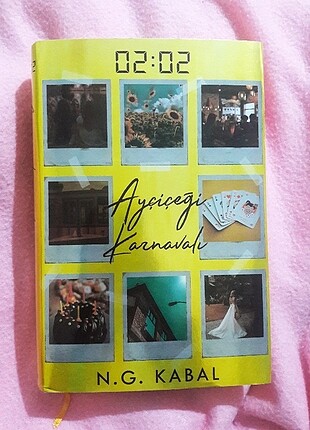 02:02
Ayçiçeği
Karnavalı
N.G. KABAL